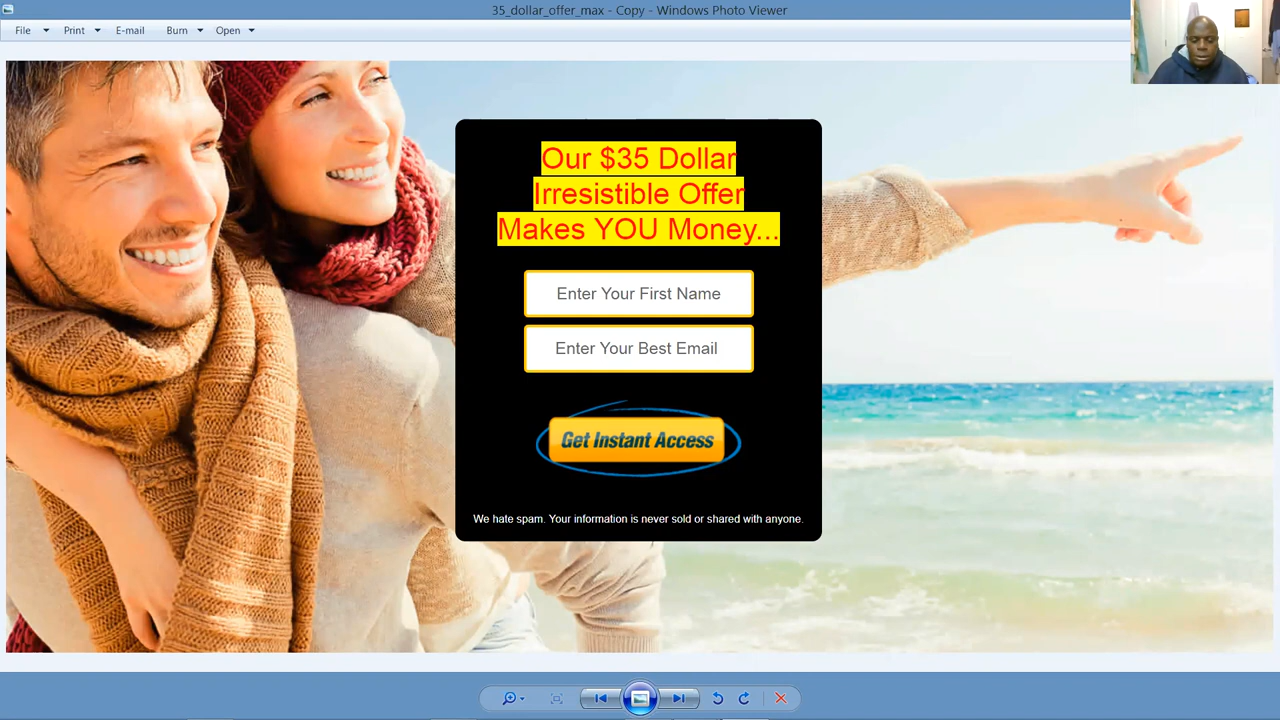 35_dollar_offer_max - Copy - Windows Photo Viewer
File Print E-mail Burn Open
Our $35 Dollar
Irresistible Offer
Makes YOU Money...
Enter Your First Name
Enter Your Best Email
Get Instant Access
We hate spam. Your information is never sold or shared with anyone.